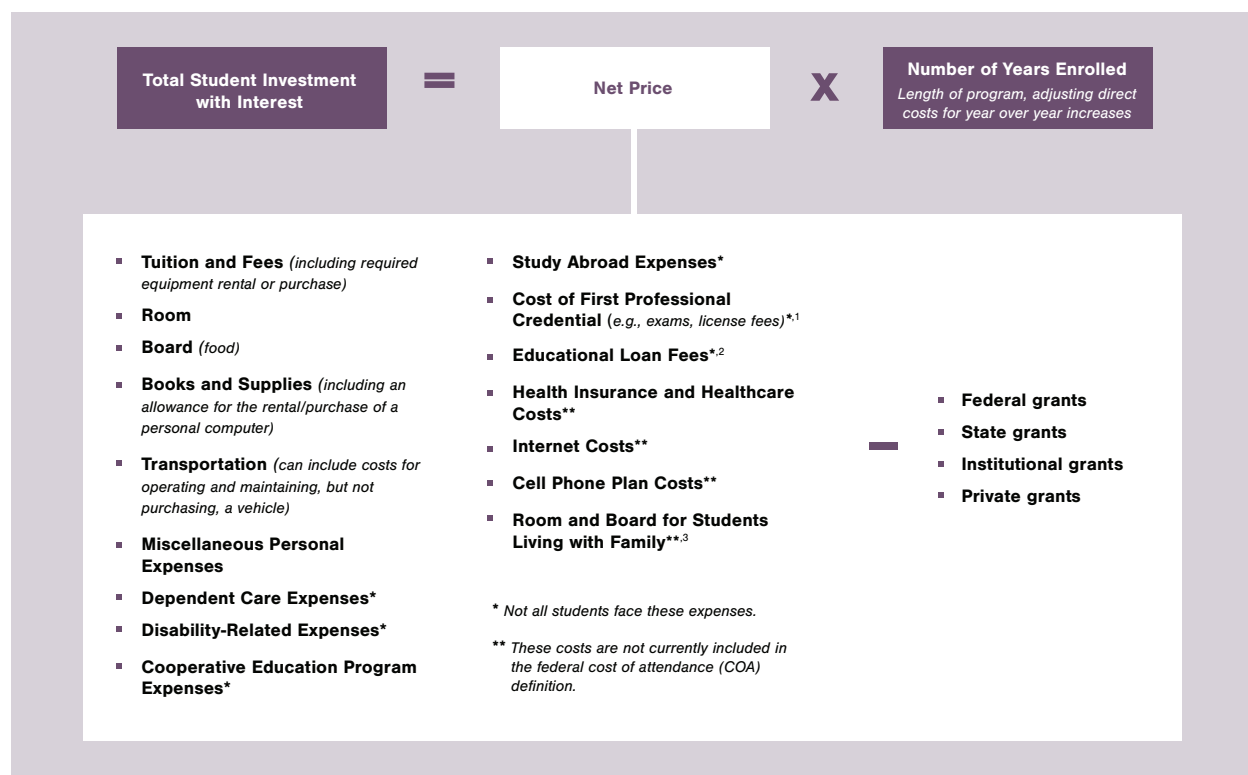 Total Student Investment
with Interest
=
Net Price
X
Number of Years Enrolled
Length of program, adjusting direct
costs for year over year increases
▪ Tuition and Fees (including required
equipment rental or purchase)
▪ Room
▪ Board (food)
▪ Books and Supplies (including an
allowance for the rental/purchase of a
personal computer)
▪ Transportation (can include costs for
operating and maintaining, but not
purchasing, a vehicle)
▪ Miscellaneous Personal
Expenses
▪ Dependent Care Expenses*
▪ Disability-Related Expenses*
▪ Cooperative Education Program
Expenses*
▪ Study Abroad Expenses*
▪ Cost of First Professional
Credential (e.g., exams, license fees)*,1
▪ Educational Loan Fees*,2
▪ Health Insurance and Healthcare
Costs**
▪ Internet Costs**
▪ Cell Phone Plan Costs**
▪ Room and Board for Students
Living with Family**,3
* Not all students face these expenses.
** These costs are not currently included in
the federal cost of attendance (COA)
definition.
–
▪ Federal grants
▪ State grants
▪ Institutional grants
▪ Private grants